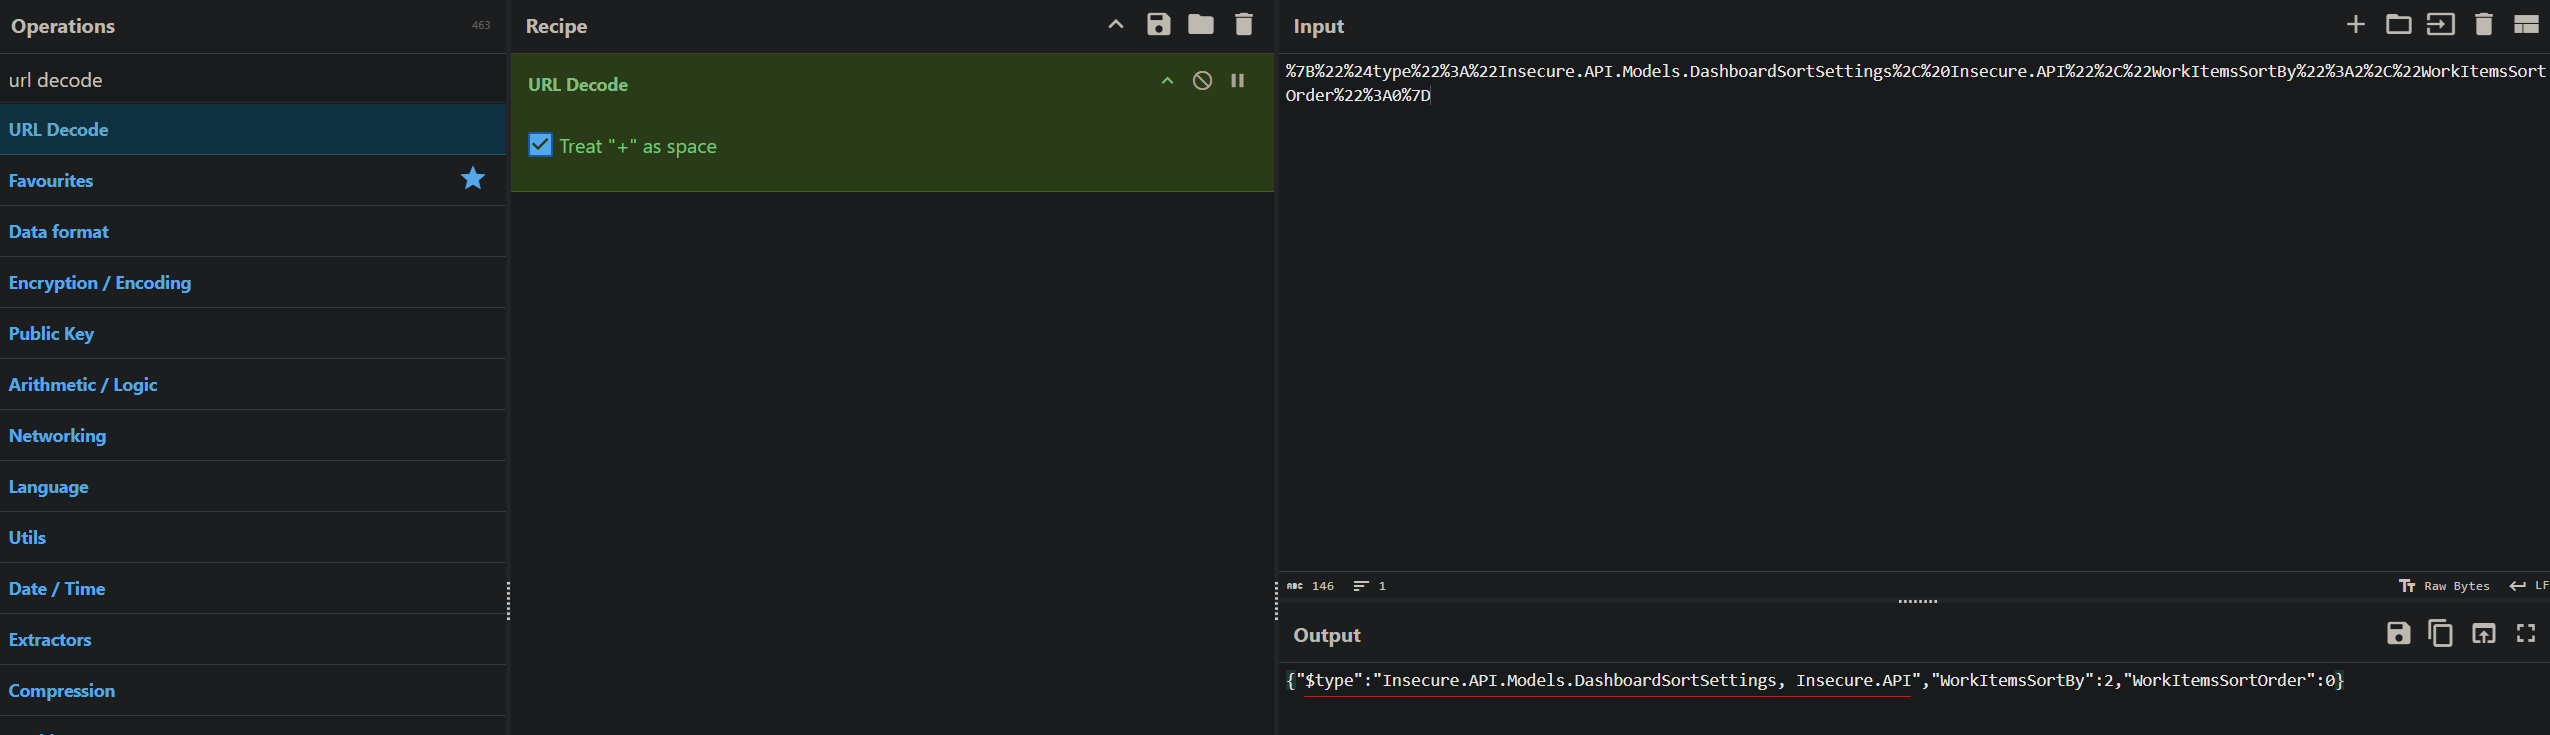 Operations
463
url decode
URL Decode
Favourites
Data format
Encryption / Encoding
Public Key
Arithmetic / Logic
Networking
Language
Utils
Date / Time
Extractors
Compression
Recipe
URL Decode
Treat "+" as space
Input
%7B%22%24type%22%3A%22Insecure.API.Models.DashboardSortSettings%2C%20Insecure.API%22%2C%22WorkItemsSortBy%22%3A2%2C%22WorkItemsSort
Order%22%3A0%7D
ABC 146 1
Tт Raw Bytes LF
Output
{"$type":"Insecure.API.Models.DashboardSortSettings, Insecure.API","WorkItemsSortBy":2,"WorkItemsSortOrder":0}